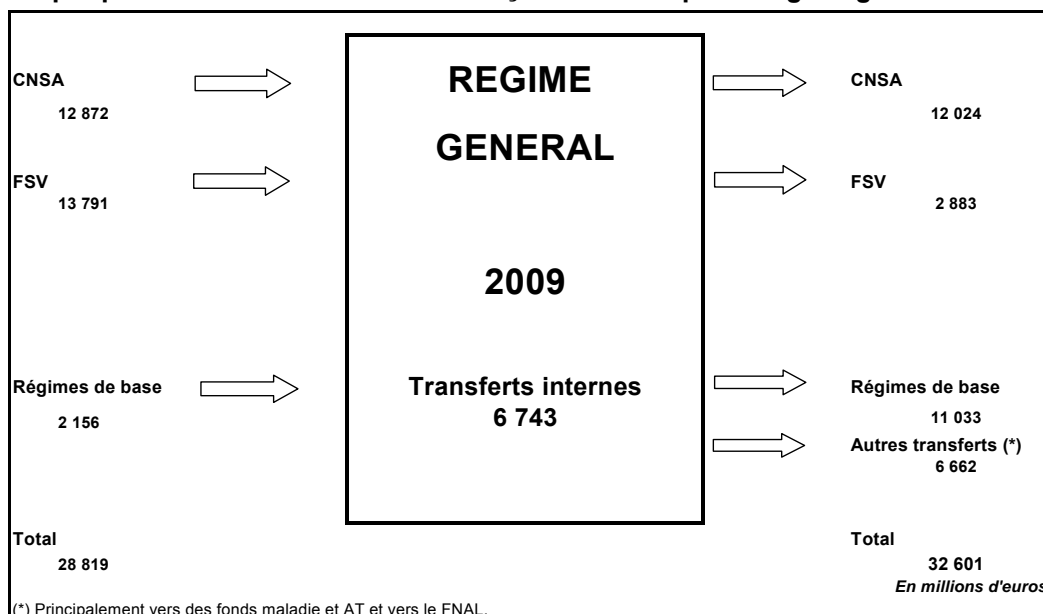 CNSA
12 872
FSV
13 791
Régimes de base
2 156
Total
28 819
REGIME
GENERAL
2009
Transferts internes
6 743
CNSA
12 024
FSV
2 883
Régimes de base
11 033
Autres transferts (*)
6 662
Total
32 601
En millions d'euros
(*) Principalement vers des fonds maladie et AT et vers le FNAL.